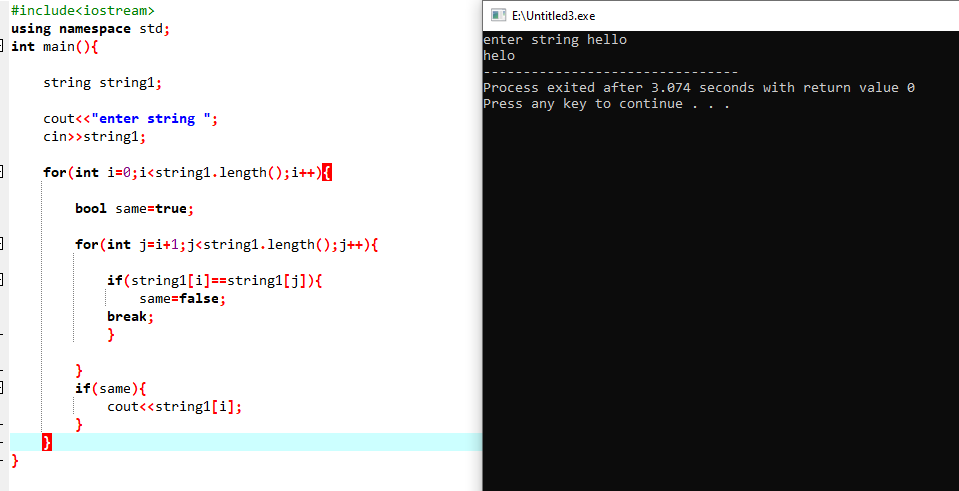 #include<iostream>
using namespace std;
int main(){
string string1;
cout<<"enter string ";
cin>>string1;
for(int i=0;i<string1.length();i++){
bool same=true;
for(int j=i+1;j<string1.length();j++){
if(string1[i]==string1[j]){
same=false;
break;
}
}
if(same){
cout<<string1[i];
}
}
}
E:\Untitled3.exe
enter string hello
helo
--------------------------------
Process exited after 3.074 seconds with return value 0
Press any key to continue . . .